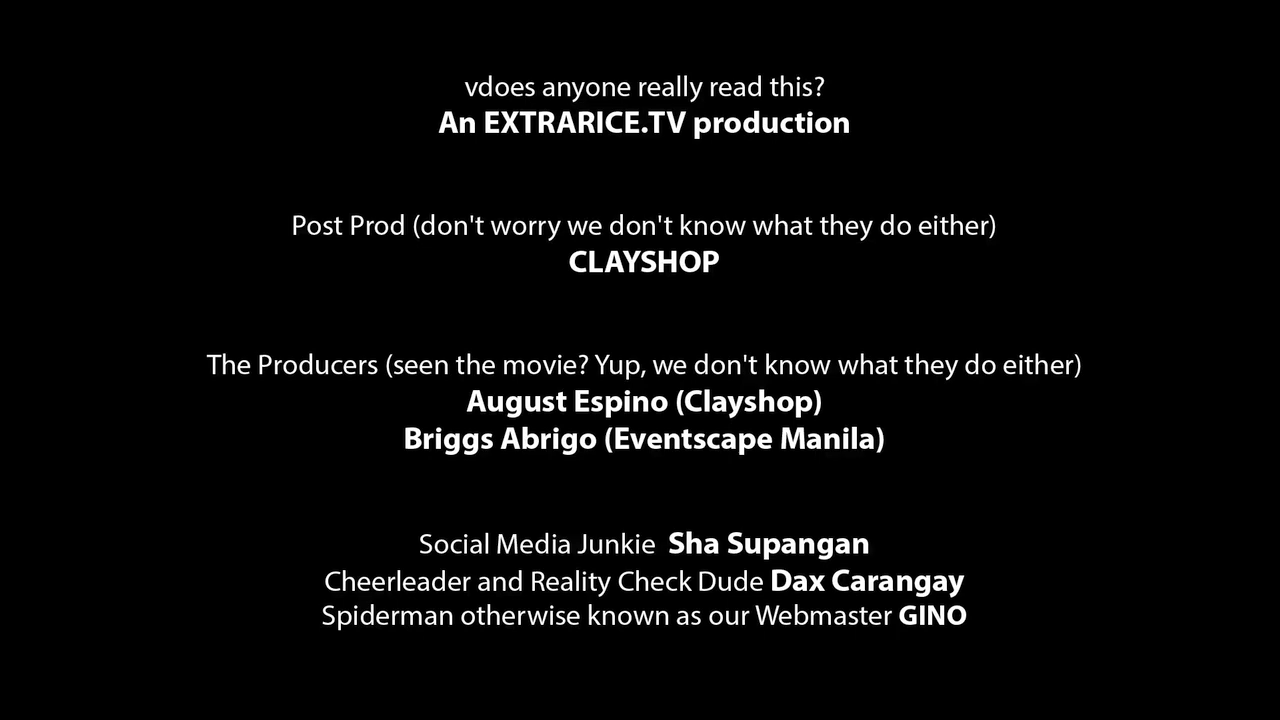 vdoes anyone really read this?
An EXTRARICE.TV production
Post Prod (don't worry we don't know what they do either)
CLAYSHOP
The Producers (seen the movie? Yup, we don't know what they do either)
August Espino (Clayshop)
Briggs Abrigo (Eventscape Manila)
Social Media Junkie Sha Supangan
Cheerleader and Reality Check Dude Dax Carangay
Spiderman otherwise known as our Webmaster GINO